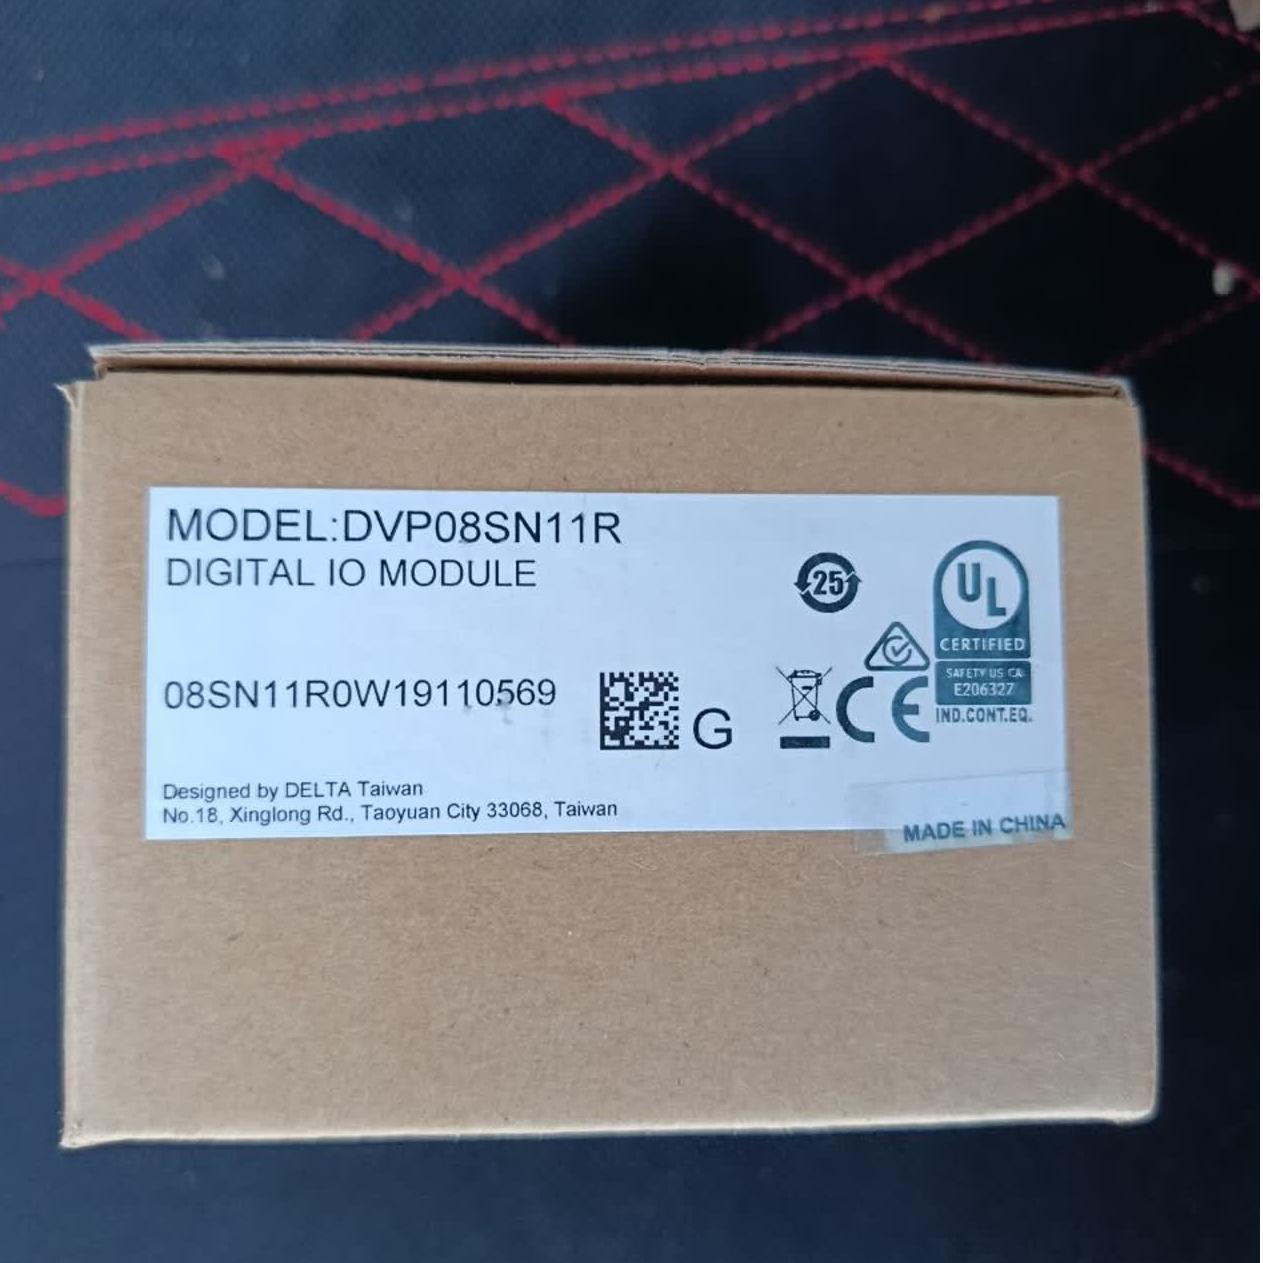 MODEL:DVP08SN11R
DIGITAL IO MODULE
25
UL
CERTIFIED
SAFETY US CA
E206327
IND.CONT.EQ.
08SN11R0W19110569
G
CE
Designed by DELTA Taiwan
No.18, Xinglong Rd., Taoyuan City 33068, Taiwan
MADE IN CHINA